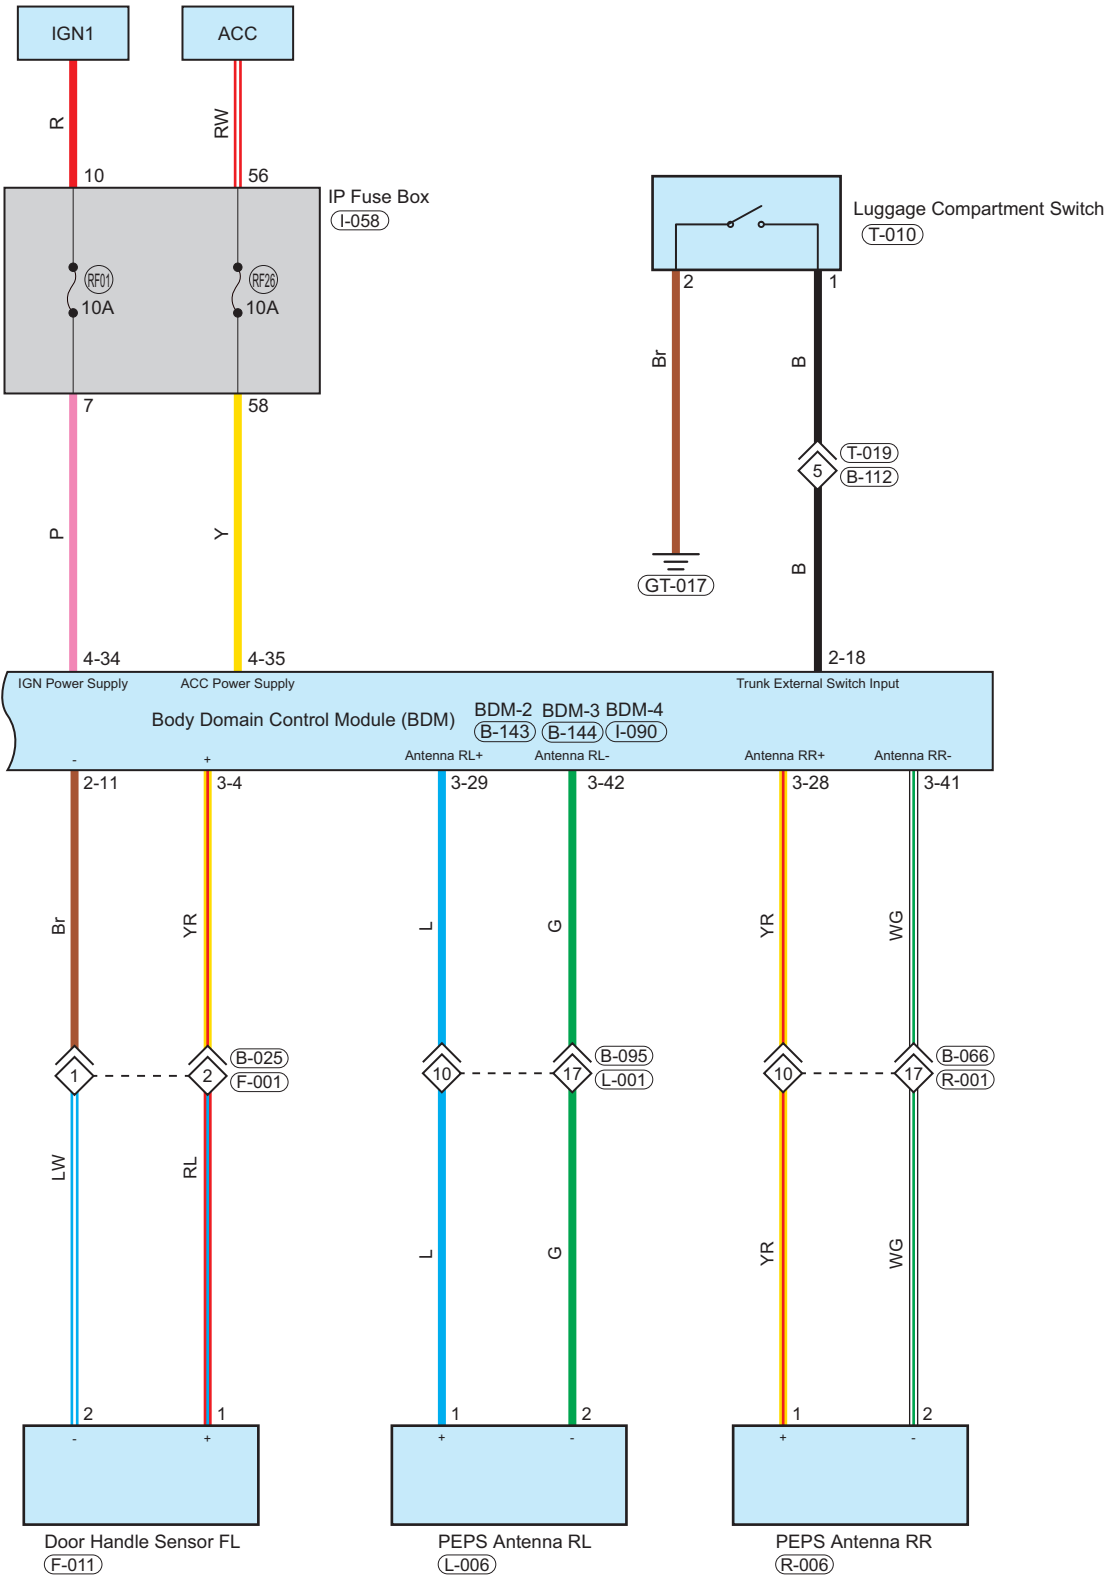 IGN1
ACC
R
RW
10
56
IP Fuse Box
I-058
RF01
10A
RF26
10A
7
58
Luggage Compartment Switch
T-010
2
1
Br
B
5
T-019
B-112
P
Y
B
GT-017
4-34
4-35
2-18
IGN Power Supply
ACC Power Supply
Trunk External Switch Input
Body Domain Control Module (BDM)
BDM-2 BDM-3 BDM-4
B-143 B-144 I-090
-
+
Antenna RL+
Antenna RL-
Antenna RR+
Antenna RR-
2-11
3-4
3-29
3-42
3-28
3-41
Br
YR
L
G
YR
WG
1
2
B-025
F-001
10
17
B-095
L-001
10
17
B-066
R-001
LW
RL
L
G
YR
WG
2
1
1
2
1
2
-
+
+
-
+
-
Door Handle Sensor FL
F-011
PEPS Antenna RL
L-006
PEPS Antenna RR
R-006